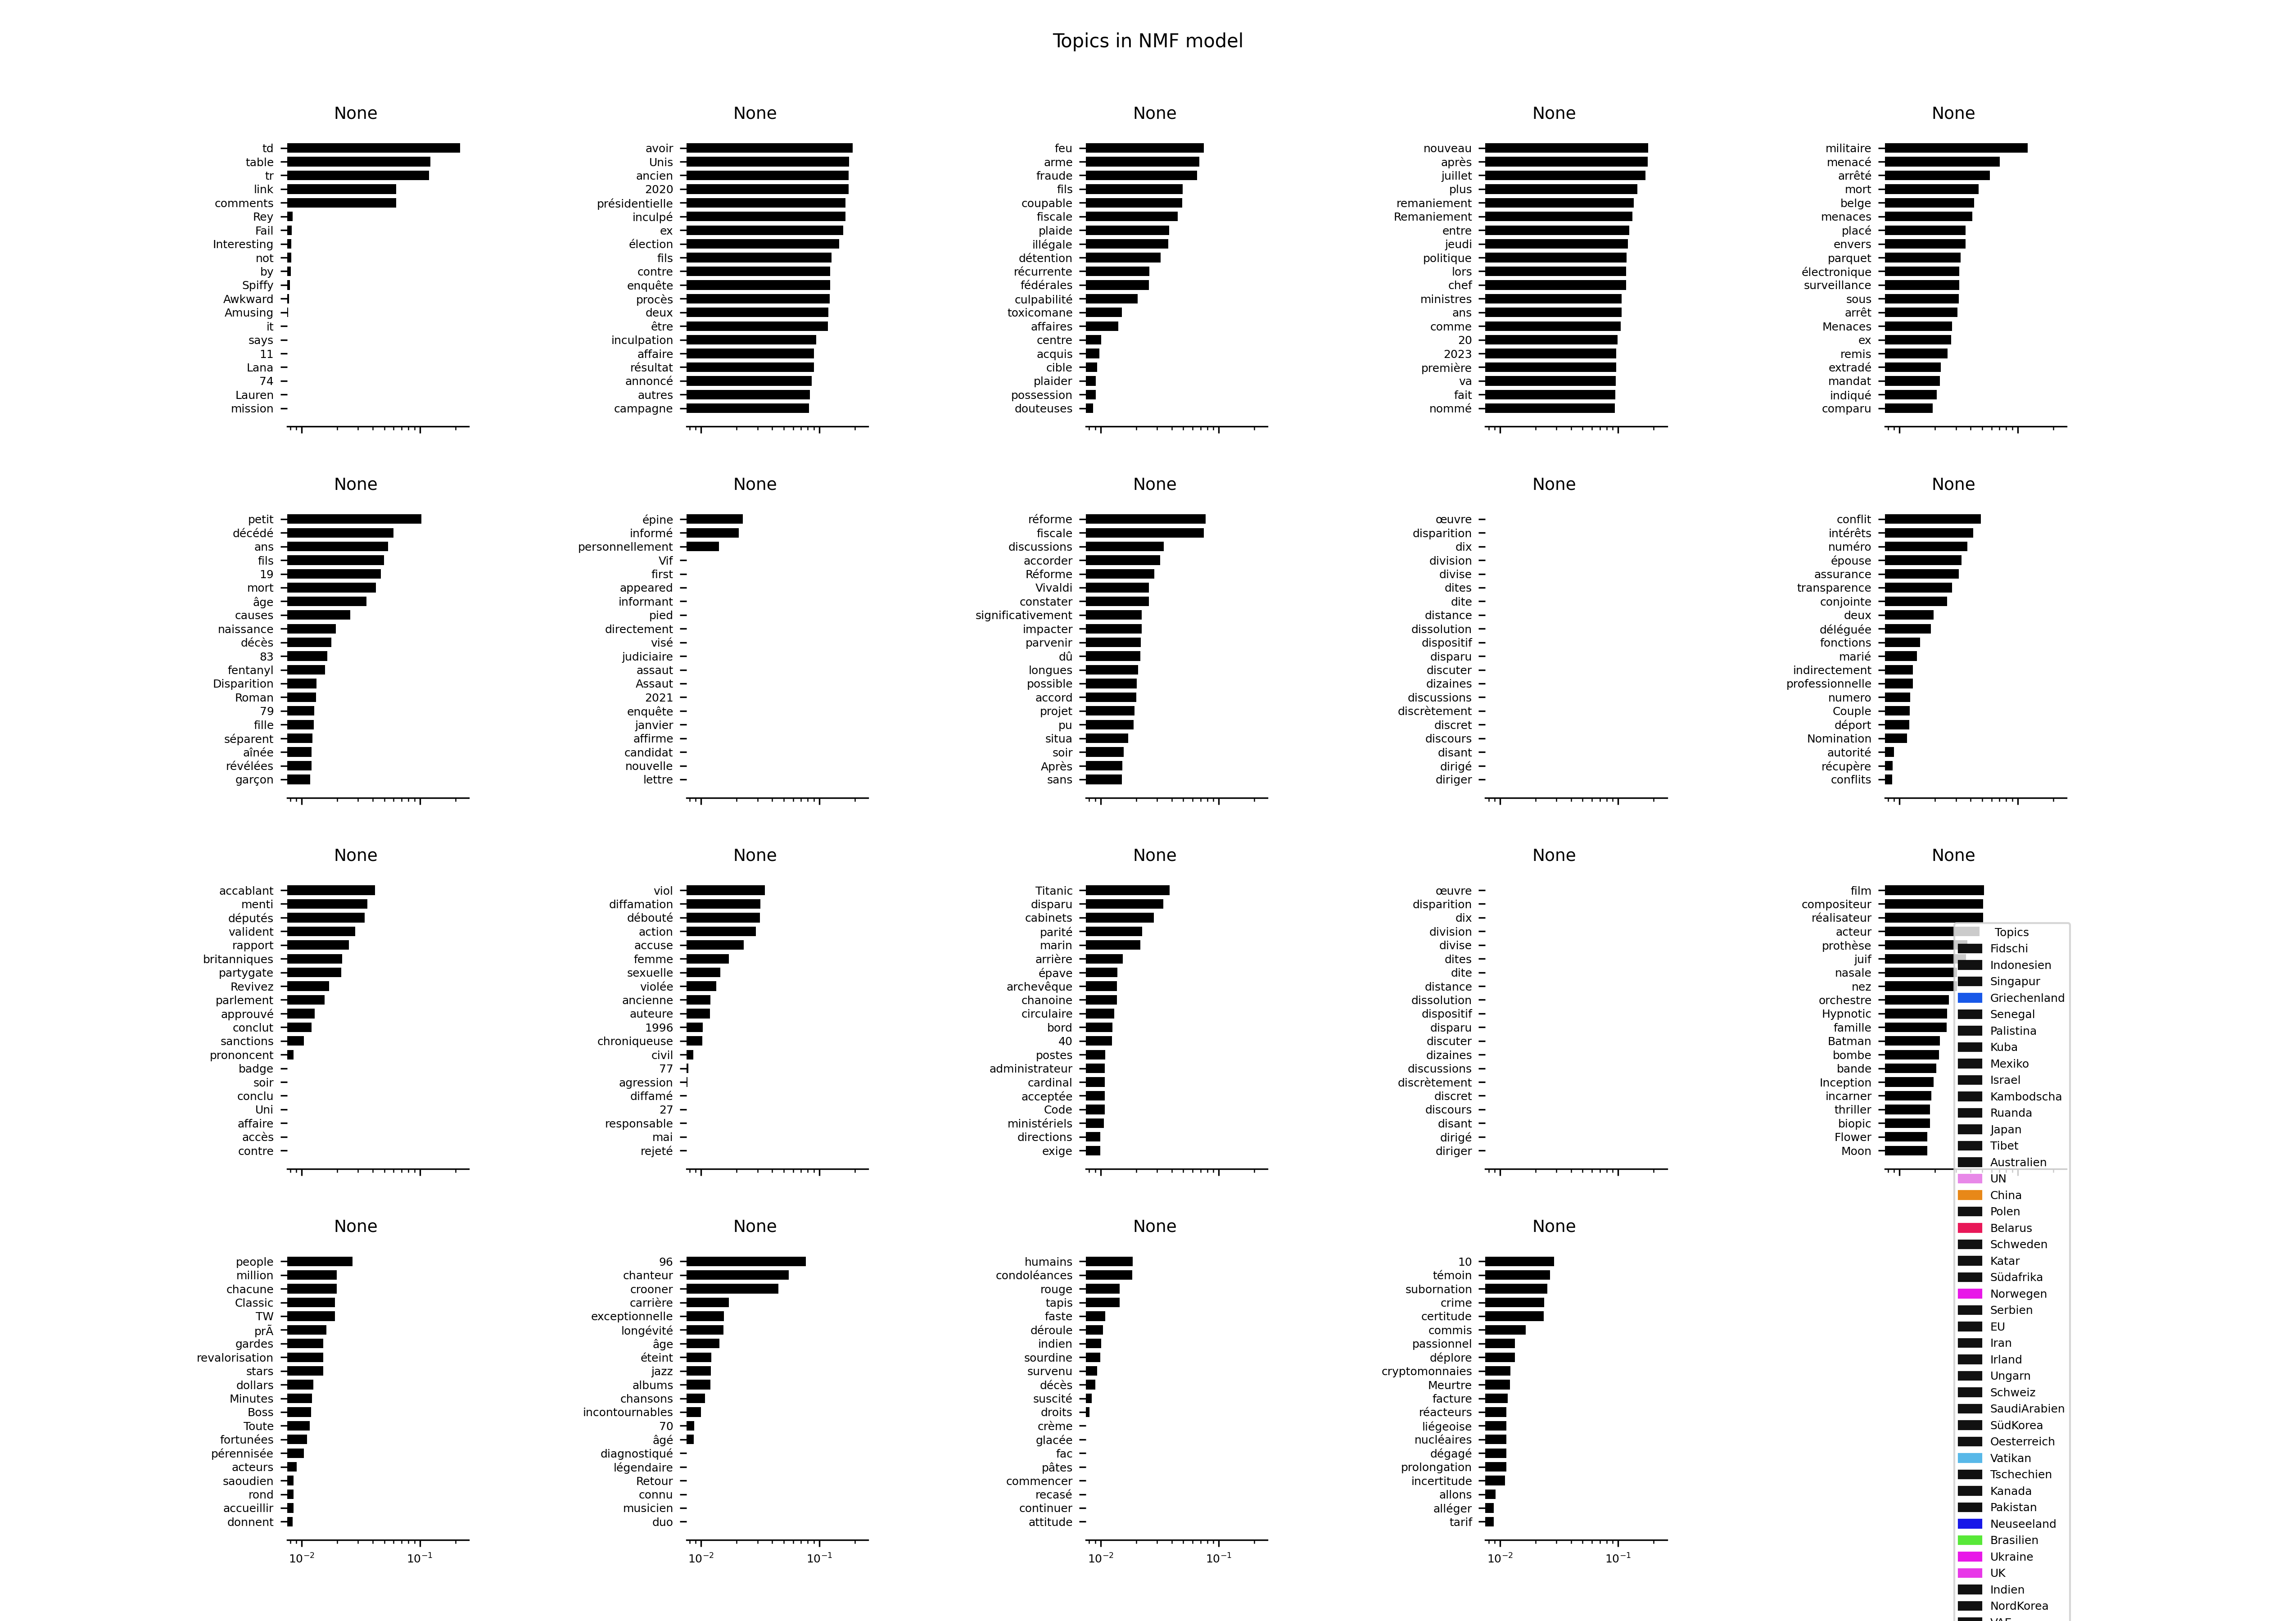 Topics in NMF model
None
td
table
tr
link
comments
Rey
Fail
Interesting
not
by
Spiffy
Awkward
Amusing
it
says
11
Lana
74
Lauren
mission
None
avoir
Unis
ancien
2020
présidentielle
inculpé
ex
élection
fils
contre
enquête
procès
deux
être
inculpation
affaire
résultat
annoncé
autres
campagne
None
feu
arme
fraude
fils
coupable
fiscale
plaide
illégale
détention
récurrente
fédérales
culpabilité
toxicomane
affaires
centre
acquis
cible
plaider
possession
douteuses
None
nouveau
après
juillet
plus
remaniement
Remaniement
entre
jeudi
politique
lors
chef
ministres
ans
comme
20
2023
première
va
fait
nommé
None
militaire
menacé
arrêté
mort
belge
menaces
placé
envers
parquet
électronique
surveillance
sous
arrêt
Menaces
ex
remis
extradé
mandat
indiqué
comparu
None
petit
décédé
ans
fils
19
mort
âge
causes
naissance
décès
83
fentanyl
Disparition
Roman
79
fille
séparent
aînée
révélées
garçon
None
épine
informé
personnellement
Vif
first
appeared
informant
pied
directement
visé
judiciaire
assaut
Assaut
2021
enquête
janvier
affirme
candidat
nouvelle
lettre
None
réforme
fiscale
discussions
accorder
Réforme
Vivaldi
constater
significativement
impacter
parvenir
dû
longues
possible
accord
projet
pu
situa
soir
Après
sans
None
œuvre
disparition
dix
division
divise
dites
dite
distance
dissolution
dispositif
disparu
discuter
dizaines
discussions
discrètement
discret
discours
disant
dirigé
diriger
None
conflit
intérêts
numéro
épouse
assurance
transparence
conjointe
deux
déléguée
fonctions
marié
indirectement
professionnelle
numero
Couple
déport
Nomination
autorité
récupère
conflits
None
accablant
menti
députés
valident
rapport
britanniques
partygate
Revivez
parlement
approuvé
conclut
sanctions
prononcent
badge
soir
conclu
Uni
affaire
accès
contre
None
viol
diffamation
débouté
action
accuse
femme
sexuelle
violée
ancienne
auteure
1996
chroniqueuse
civil
77
agression
diffamé
27
responsable
mai
rejeté
None
Titanic
disparu
cabinets
parité
marin
arrière
épave
archevêque
chanoine
circulaire
bord
40
postes
administrateur
cardinal
acceptée
Code
ministériels
directions
exige
None
œuvre
disparition
dix
division
divise
dites
dite
distance
dissolution
dispositif
disparu
discuter
dizaines
discussions
discrètement
discret
discours
disant
dirigé
diriger
None
film
compositeur
réalisateur
acteur
prothèse
juif
nasale
nez
orchestre
Hypnotic
famille
Batman
bombe
bande
Inception
incarner
thriller
biopic
Flower
Moon
None
people
million
chacune
Classic
TW
prÃ
gardes
revalorisation
stars
dollars
Minutes
Boss
Toute
fortunées
pérennisée
acteurs
saoudien
rond
accueillir
donnent
10⁻² 10⁻¹
None
96
chanteur
crooner
carrière
exceptionnelle
longévité
âge
éteint
jazz
albums
chansons
incontournables
70
âgé
diagnostiqué
légendaire
Retour
connu
musicien
duo
10⁻² 10⁻¹
None
humains
condoléances
rouge
tapis
faste
déroule
indien
sourdine
survenu
décès
suscité
droits
crème
glacée
fac
pâtes
commencer
recasé
continuer
attitude
10⁻² 10⁻¹
None
10
témoin
subornation
crime
certitude
commis
passionnel
déplore
cryptomonnaies
Meurtre
facture
réacteurs
liégeoise
nucléaires
dégagé
prolongation
incertitude
allons
alléger
tarif
10⁻² 10⁻¹
Topics
Fidschi
Indonesien
Singapur
Griechenland
Senegal
Palistina
Kuba
Mexiko
Israel
Kambodscha
Ruanda
Japan
Tibet
Australien
UN
China
Polen
Belarus
Schweden
Katar
Südafrika
Norwegen
Serbien
EU
Iran
Irland
Ungarn
Schweiz
SaudiArabien
SüdKorea
Oesterreich
Vatikan
Tschechien
Kanada
Pakistan
Neuseeland
Brasilien
Ukraine
UK
Indien
NordKorea